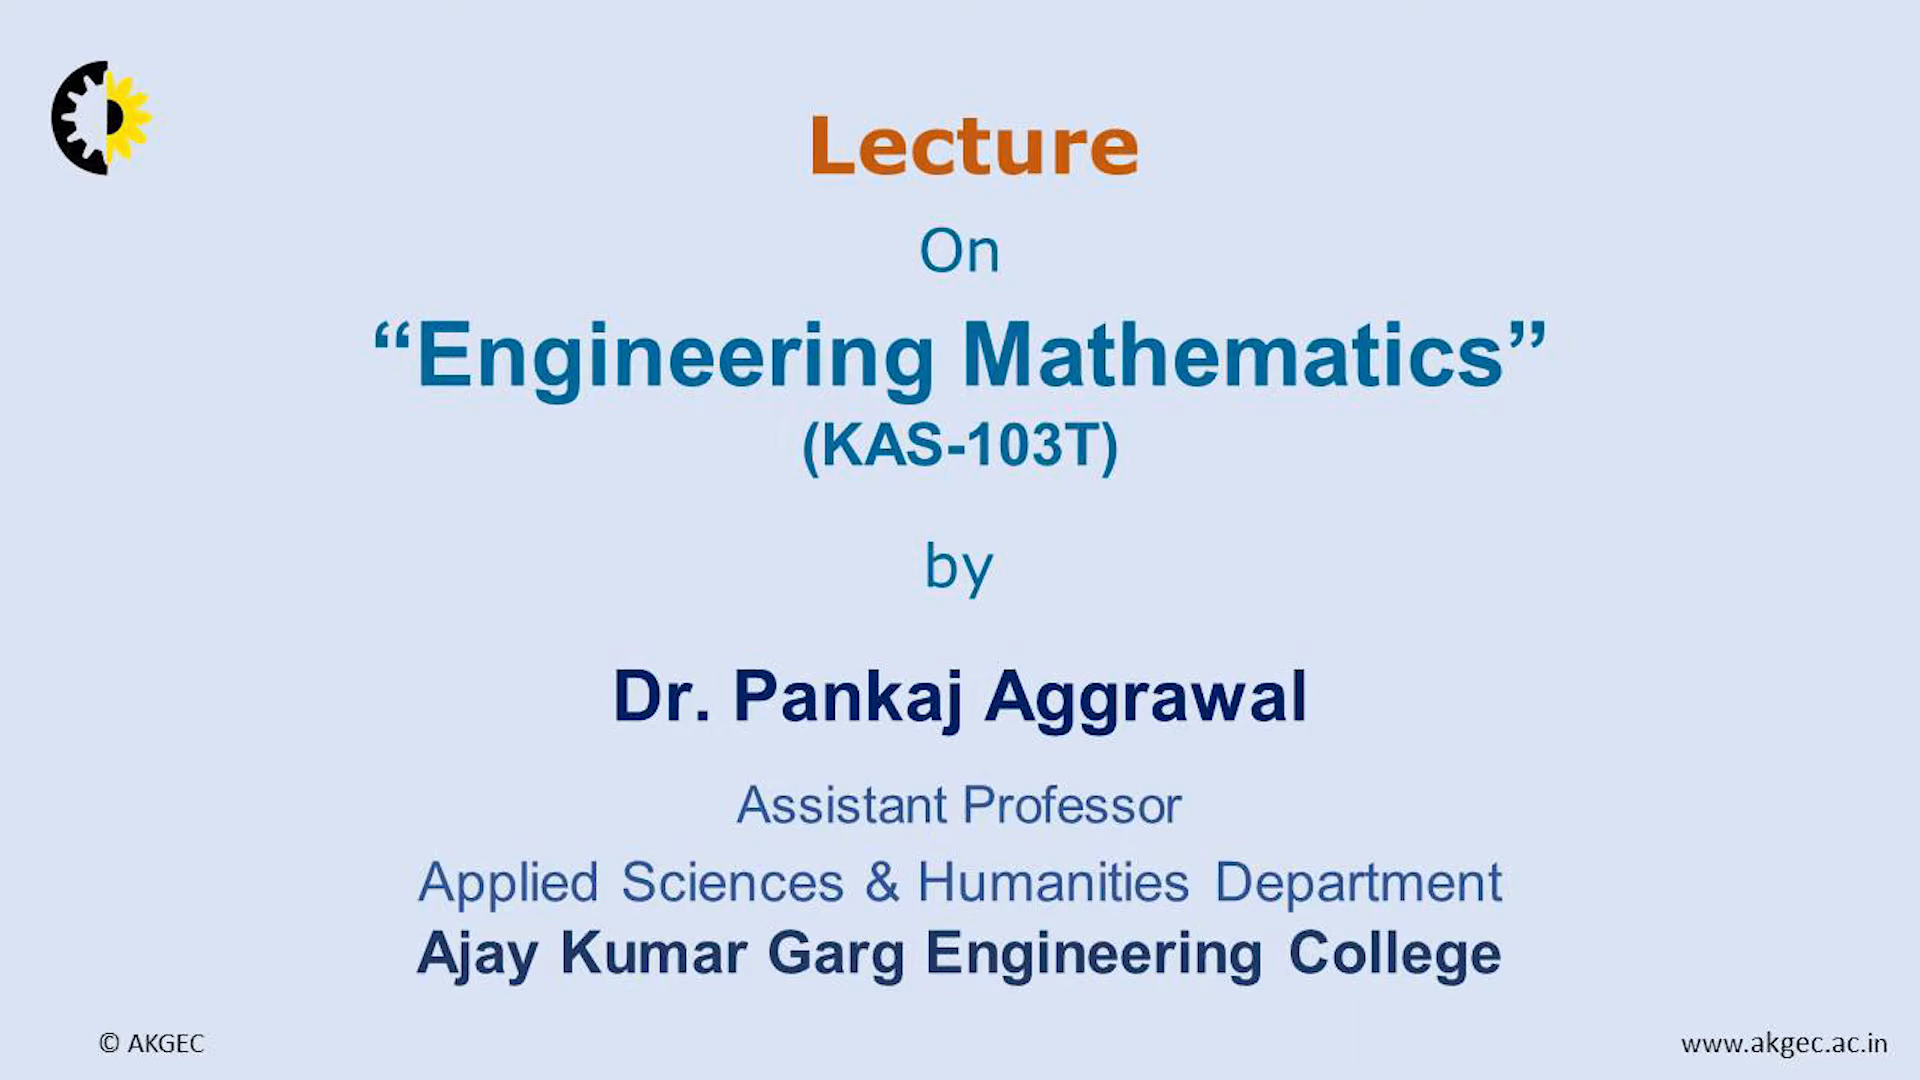 Lecture
On
“Engineering Mathematics”
(KAS-103T)
by
Dr. Pankaj Aggrawal
Assistant Professor
Applied Sciences & Humanities Department
Ajay Kumar Garg Engineering College
© AKGEC
www.akgec.ac.in